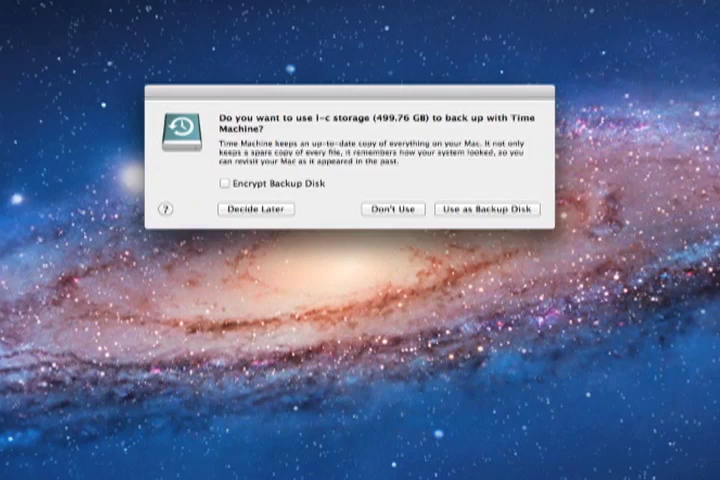 Do you want to use l-c storage (499.76 GB) to back up with Time
Machine?
Time Machine keeps an up-to-date copy of everything on your Mac. It not only
keeps a spare copy of every file, it remembers how your system looked, so you
can revisit your Mac as it appeared in the past.
Encrypt Backup Disk
? Decide Later Don't Use Use as Backup Disk